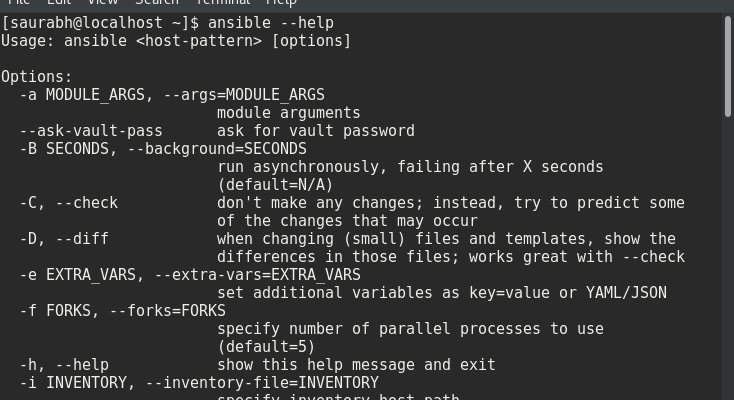 File Edit View Search Terminal Help
[saurabh@localhost ~]$ ansible --help
Usage: ansible <host-pattern> [options]
Options:
-a MODULE_ARGS, --args=MODULE_ARGS
module arguments
--ask-vault-pass ask for vault password
-B SECONDS, --background=SECONDS
run asynchronously, failing after X seconds
(default=N/A)
-C, --check don't make any changes; instead, try to predict some
of the changes that may occur
-D, --diff when changing (small) files and templates, show the
differences in those files; works great with --check
-e EXTRA_VARS, --extra-vars=EXTRA_VARS
set additional variables as key=value or YAML/JSON
-f FORKS, --forks=FORKS
specify number of parallel processes to use
(default=5)
-h, --help show this help message and exit
-i INVENTORY, --inventory-file=INVENTORY
specify inventory host path